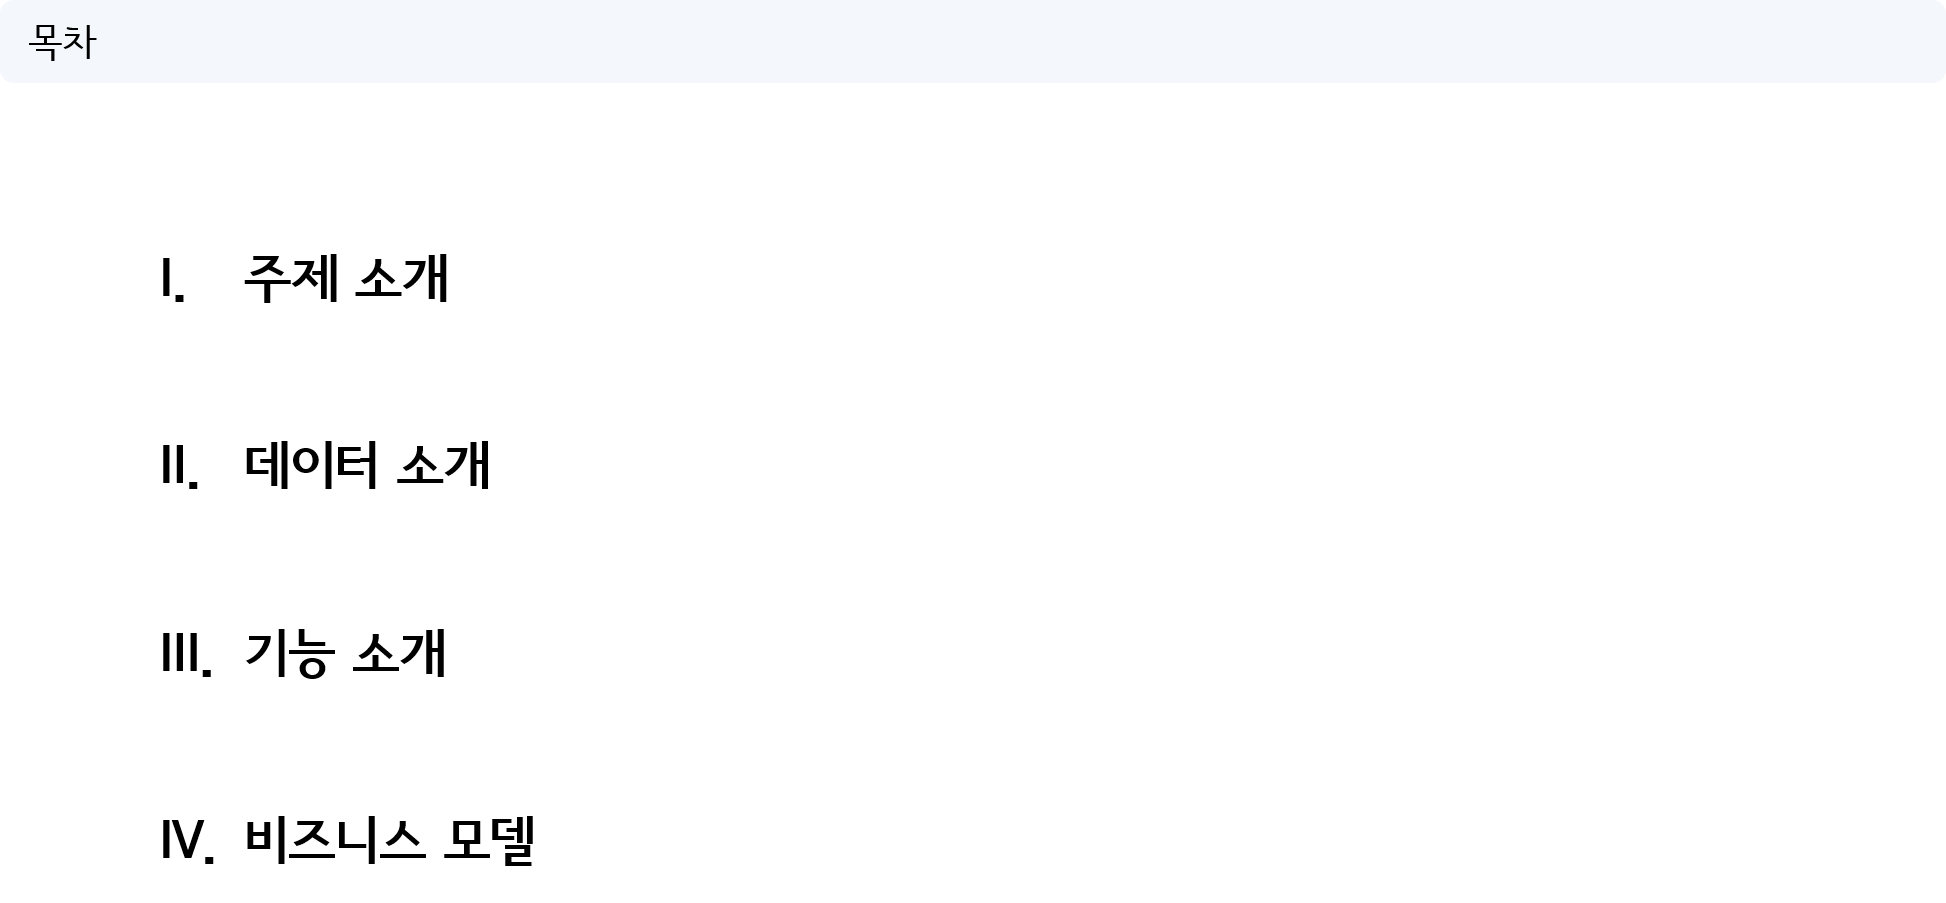 목차
I. 주제 소개
II. 데이터 소개
III. 기능 소개
IV. 비즈니스 모델